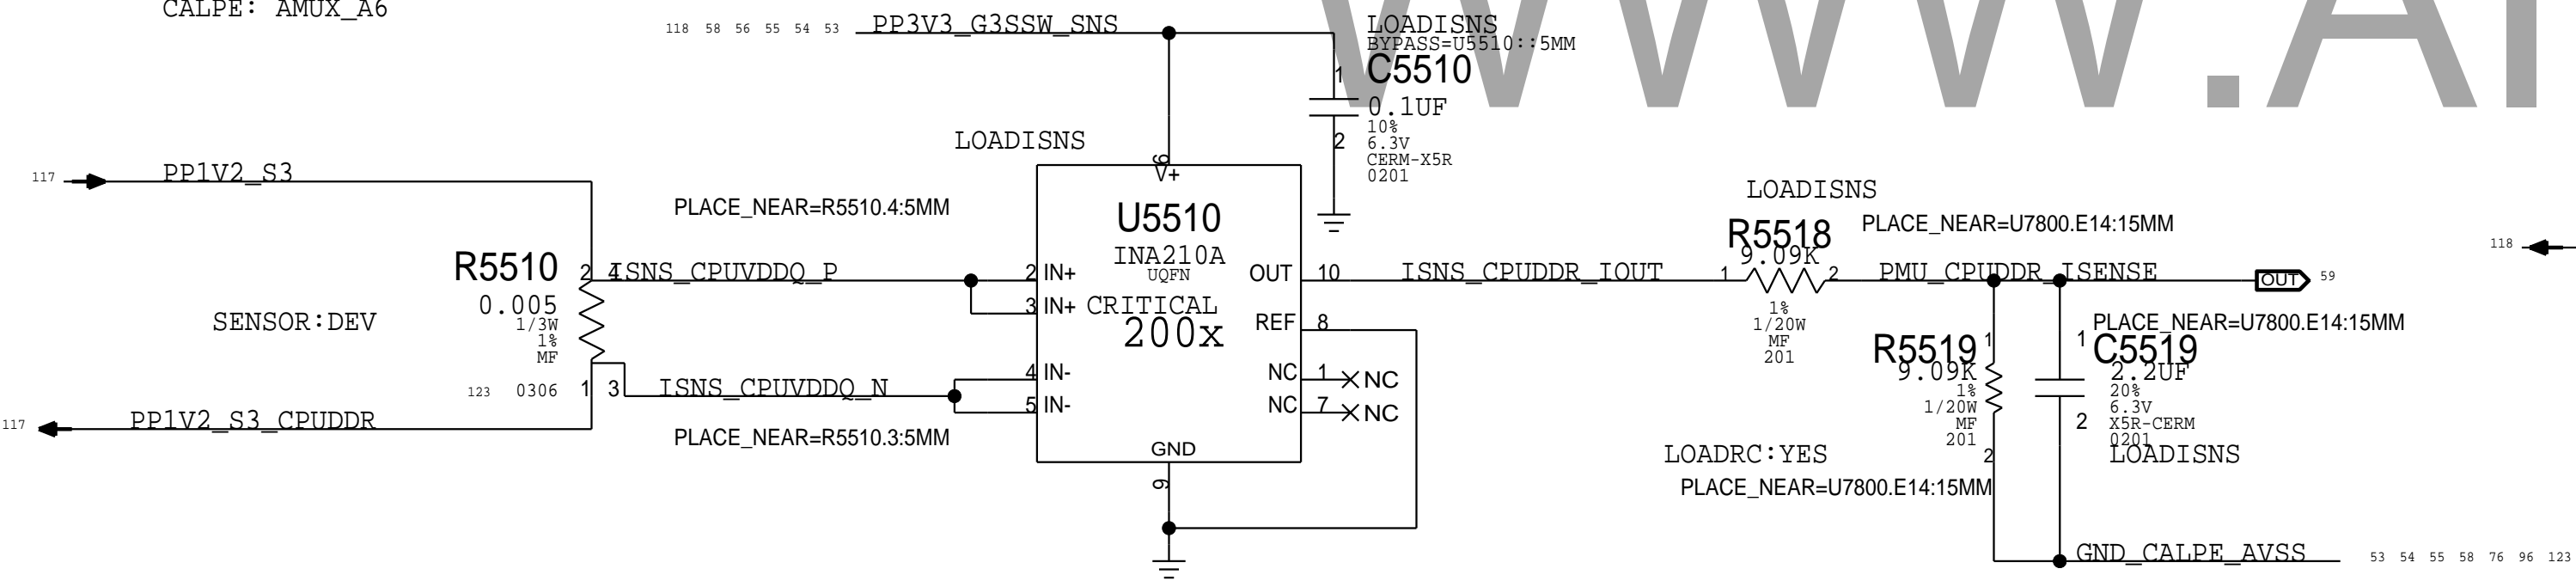 CALPE: AMUX_A6
118 58 56 55 54 53 PP3V3_G3SSW_SNS
WWW.
LOADISNS
BYPASS=U5510::5MM
C5510
1
0.1UF
10%
6.3V
2
CERM-X5R
0201
LOADISNS
117 PP1V2_S3
PLACE_NEAR=R5510.4:5MM
6
V+
U5510
INA210A
UQFN
CRITICAL
200x
R5510
0.005
1/3W
1%
MF
123 0306
SENSOR:DEV
2 4 ISNS_CPUVDDQ_P
2 IN+
3 IN+
1 3 ISNS_CPUVDDQ_N
4 IN-
5 IN-
117 PP1V2_S3_CPUDDR
PLACE_NEAR=R5510.3:5MM
GND
9
OUT 10 ISNS_CPUDDR_IOUT
REF 8
NC 1 NC
NC 7 NC
LOADISNS
R5518
9.09K
PLACE_NEAR=U7800.E14:15MM
1 2 PMU_CPUDDR_ISENSE
OUT 59
1%
1/20W
MF
201
118
PLACE_NEAR=U7800.E14:15MM
R5519
9.09K
1%
1/20W
MF
201
1
2
1
C5519
2.2UF
20%
6.3V
2
X5R-CERM
0201
LOADISNS
LOADRC:YES
PLACE_NEAR=U7800.E14:15MM
GND_CALPE_AVSS 53 54 55 58 76 96 123